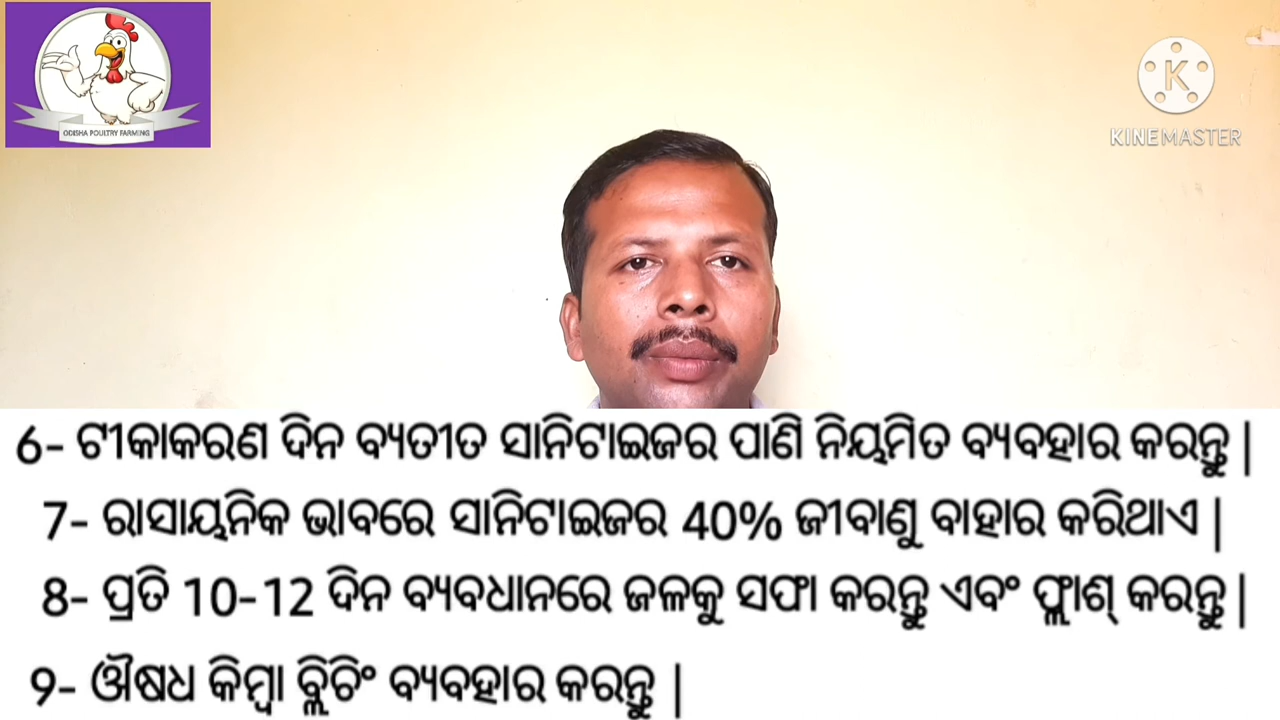 ODISHA POULTRY FARMING
KINEMASTER
6- ଟୀକାକରଣ ଦିନ ବ୍ୟତୀତ ସାନିଟାଇଜର ପାଣି ନିୟମିତ ବ୍ୟବହାର କରନ୍ତୁ |
7- ରାସାୟନିକ ଭାବରେ ସାନିଟାଇଜର 40% ଜୀବାଣୁ ବାହାର କରିଥାଏ |
8- ପ୍ରତି 10-12 ଦିନ ବ୍ୟବଧାନରେ ଜଳକୁ ସଫା କରନ୍ତୁ ଏବଂ ଫ୍ଲାଶ୍ କରନ୍ତୁ |
9- ଔଷଧ କିମ୍ବା ବ୍ଲିଚିଂ ବ୍ୟବହାର କରନ୍ତୁ |